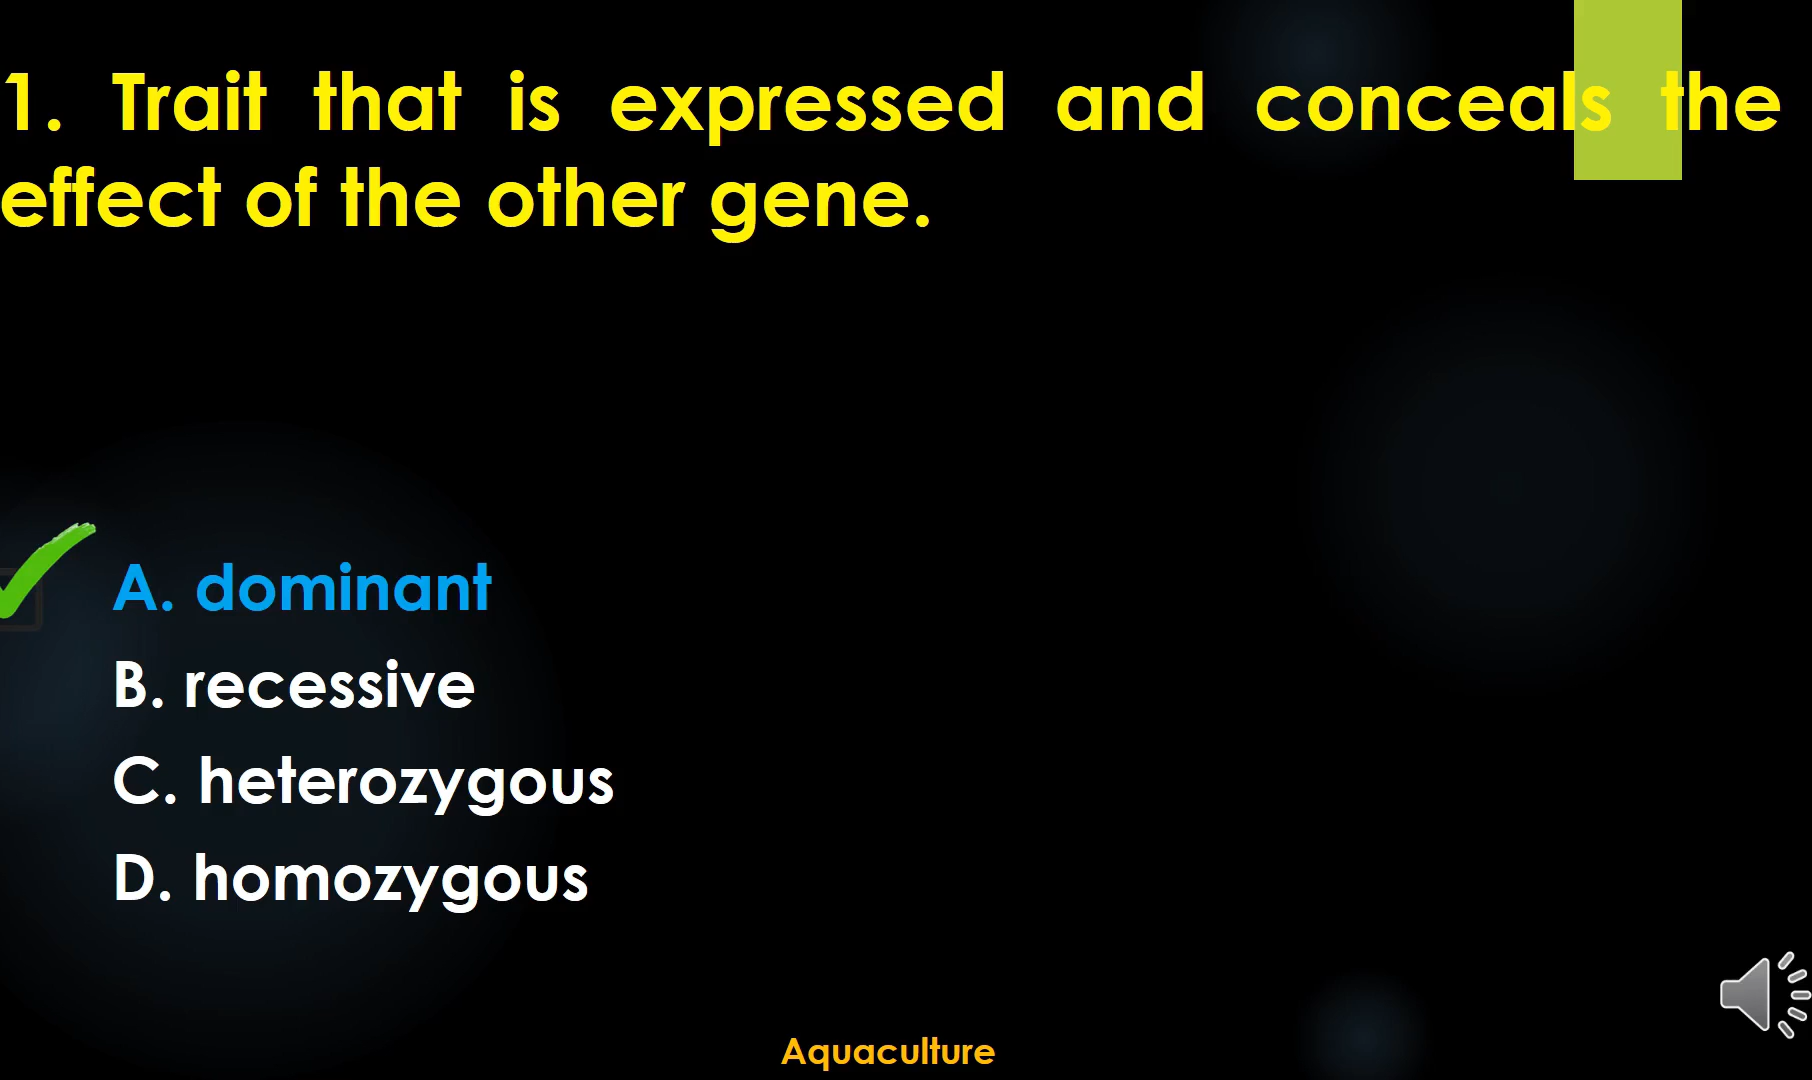 1. Trait that is expressed and conceals the
effect of the other gene.
A. dominant
B. recessive
C. heterozygous
D. homozygous
Aquaculture